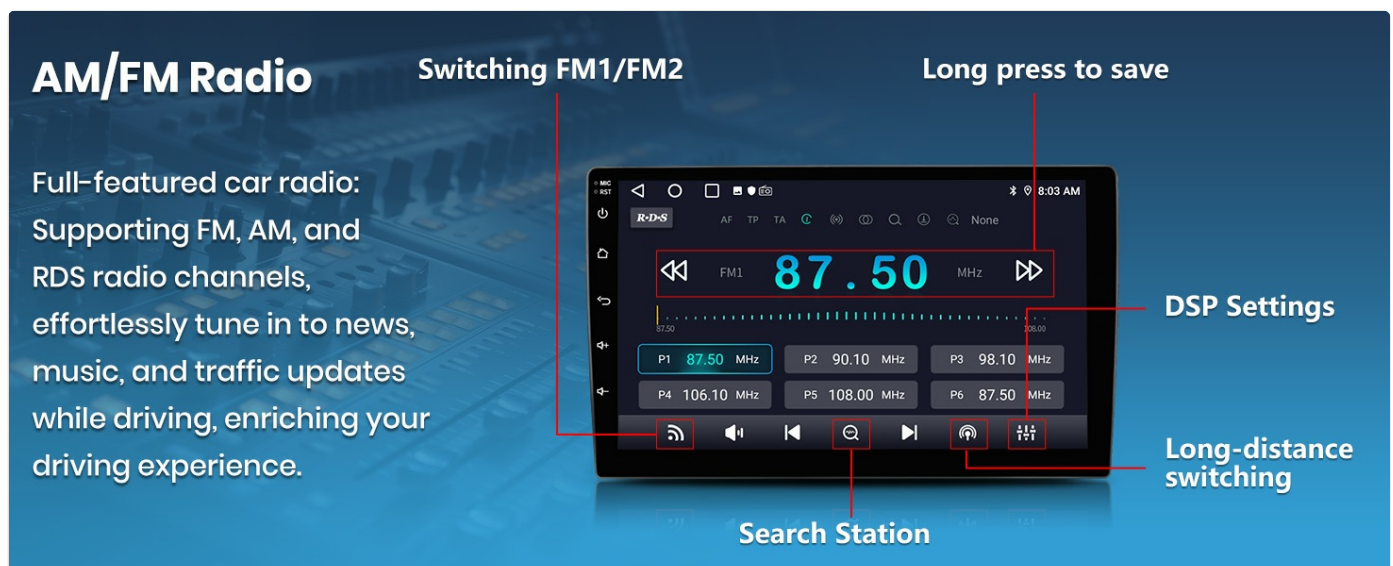 AM/FM Radio
Switching FM1/FM2
Long press to save
Full-featured car radio:
Supporting FM, AM, and
RDS radio channels,
effortlessly tune in to news,
music, and traffic updates
while driving, enriching your
driving experience.
MIC
RST
8:03 AM
R·D·S AF TP TA None
FM1 87.50 MHz
87.50 108.00
P1 87.50 MHz P2 90.10 MHz P3 98.10 MHz
P4 106.10 MHz P5 108.00 MHz P6 87.50 MHz
DSP Settings
Long-distance
switching
Search Station